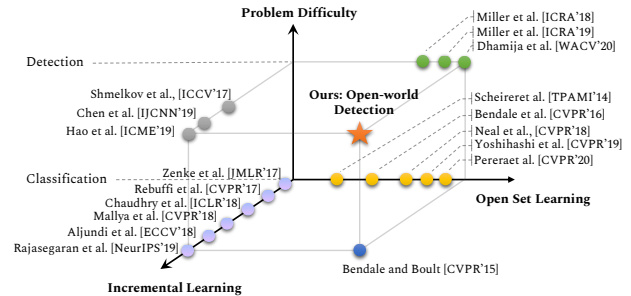 Problem Difficulty
Miller et al. [ICRA'18]
Miller et al. [ICRA'19]
Dhamija et al. [WACV'20]
Detection
Shmelkov et al., [ICCV'17]
Chen et al. [IJCNN'19]
Hao et al. [ICME'19]
Ours: Open-world
Detection
Scheireret al. [TPAMI'14]
Bendale et al. [CVPR'16]
Neal et al., [CVPR'18]
Yoshihashi et al. [CVPR'19]
Pereraet al. [CVPR'20]
Classification
Zenke et al. [JMLR'17]
Rebuffi et al. [CVPR'17]
Chaudhry et al. [ICLR'18]
Mallya et al. [CVPR'18]
Aljundi et al. [ECCV'18]
Rajasegaran et al. [NeurIPS'19]
Open Set Learning
Bendale and Boult [CVPR'15]
Incremental Learning